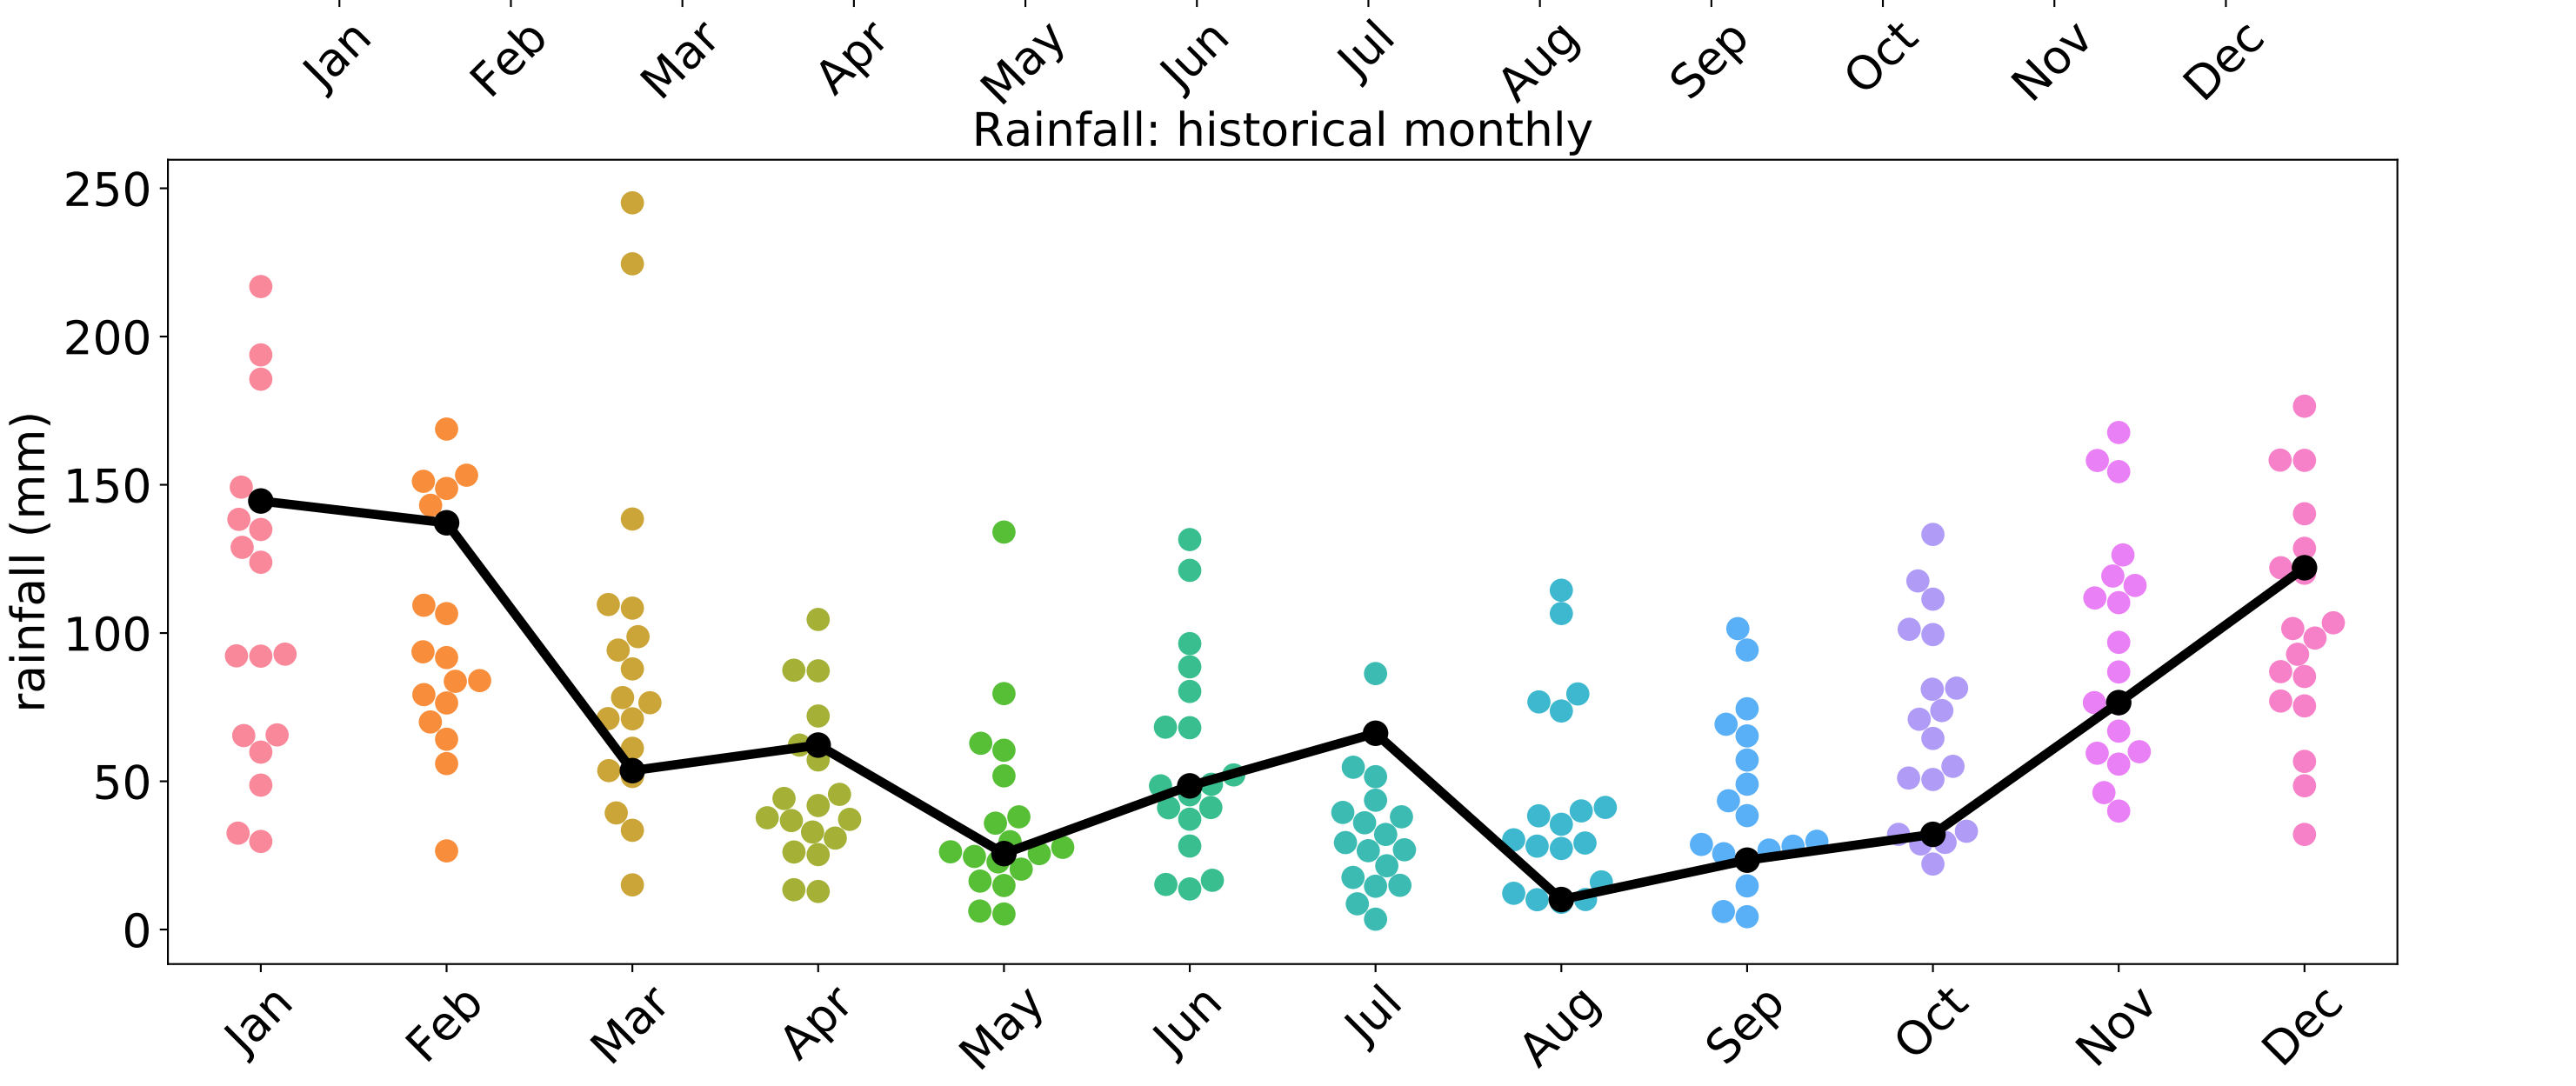 Jan Feb Mar Apr May Jun Jul Aug Sep Oct Nov Dec
Rainfall: historical monthly
250
200
150
100
50
0
rainfall (mm)
Jan Feb Mar Apr May Jun Jul Aug Sep Oct Nov Dec